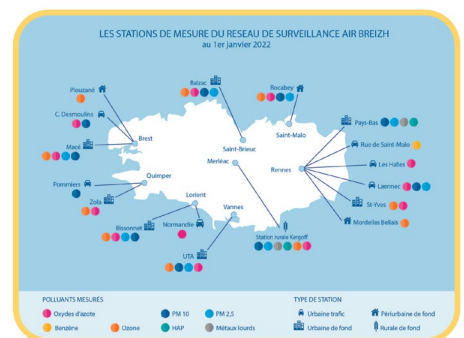 LES STATIONS DE MESURE DU RESEAU DE SURVEILLANCE AIR BREIZH
au 1er janvier 2022
Plouzané
C. Desmoulins
Macé
Brest
Pommiers
Zola
Quimper
Bissonnet
Lorient
Normandie
UTA
Vannes
Balzac
Saint-Brieuc
Merléac
Station rurale Kergoff
Rocabey
Saint-Malo
Rennes
Pays-Bas
Rue de Saint-Malo
Les Halles
Laennec
St-Yves
Mordelles Bellais
POLLUANTS MESURÉS
Oxydes d'azote
PM 10
PM 2,5
Benzène
Ozone
HAP
Métaux lourds
TYPE DE STATION
Urbaine trafic
Périurbaine de fond
Urbaine de fond
Rurale de fond